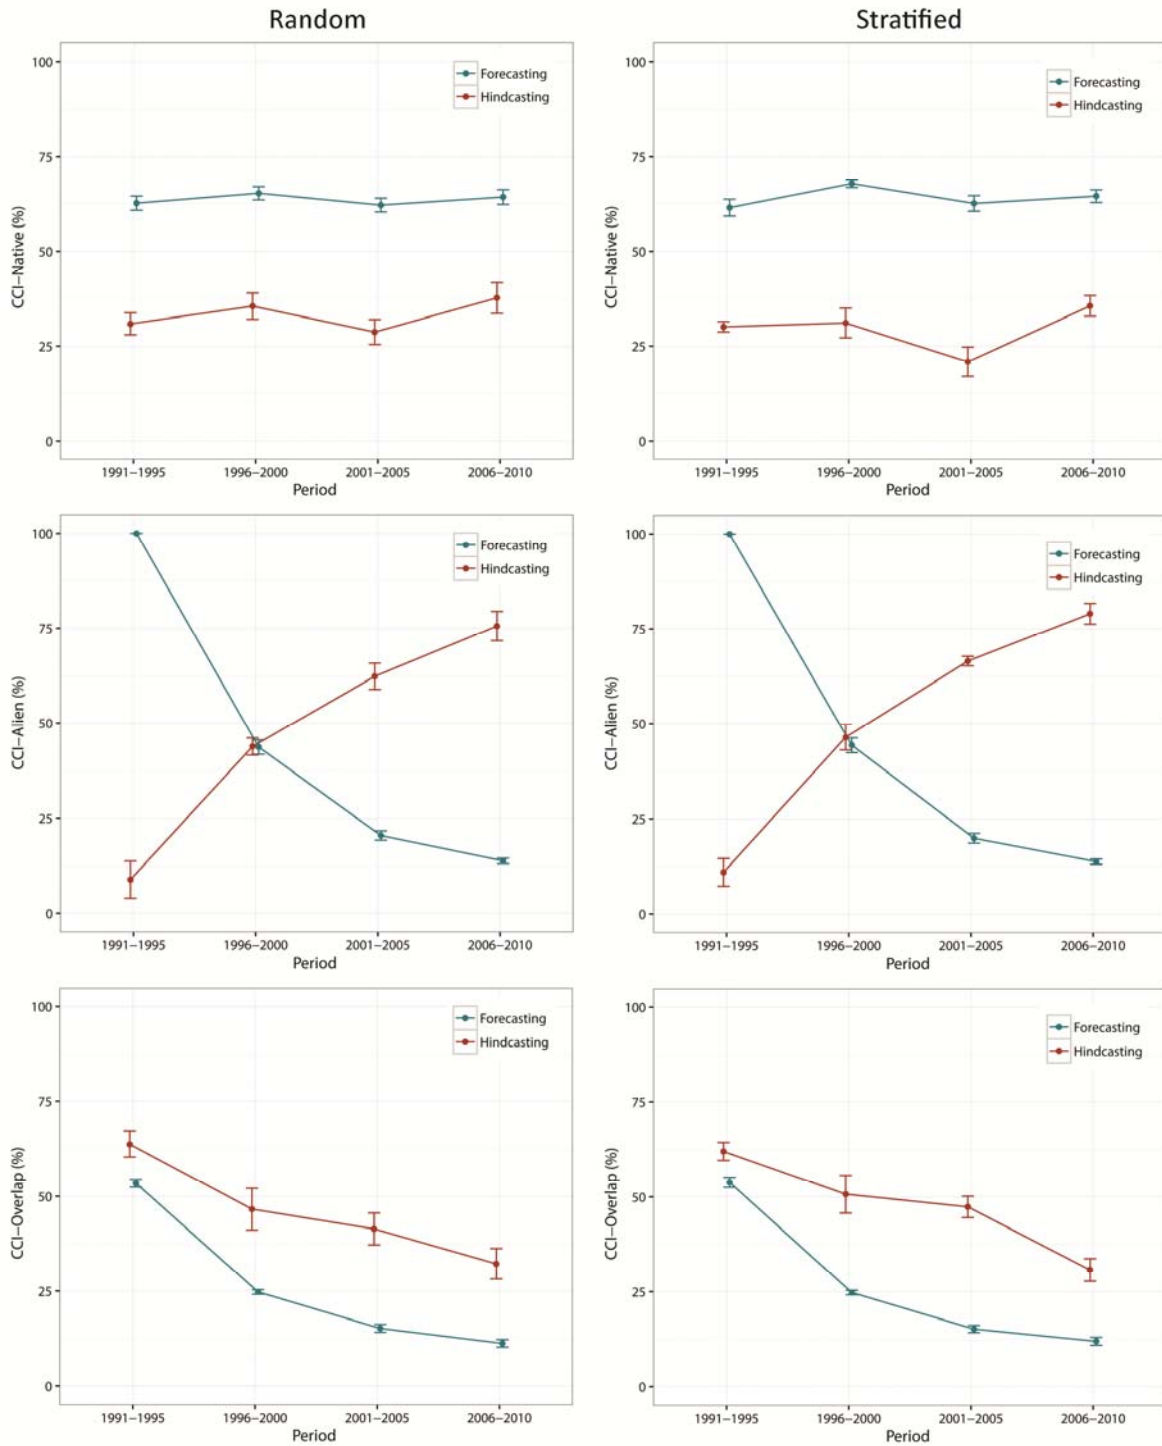 Random
Stratified
100
75
50
25
0
CCI–Native (%)
Forecasting
Hindcasting
1991–1995 1996–2000 2001–2005 2006–2010
Period
100
75
50
25
0
CCI–Native (%)
Forecasting
Hindcasting
1991–1995 1996–2000 2001–2005 2006–2010
Period
100
75
50
25
0
CCI–Alien (%)
Forecasting
Hindcasting
1991–1995 1996–2000 2001–2005 2006–2010
Period
100
75
50
25
0
CCI–Alien (%)
Forecasting
Hindcasting
1991–1995 1996–2000 2001–2005 2006–2010
Period
100
75
50
25
0
CCI–Overlap (%)
Forecasting
Hindcasting
1991–1995 1996–2000 2001–2005 2006–2010
Period
100
75
50
25
0
CCI–Overlap (%)
Forecasting
Hindcasting
1991–1995 1996–2000 2001–2005 2006–2010
Period